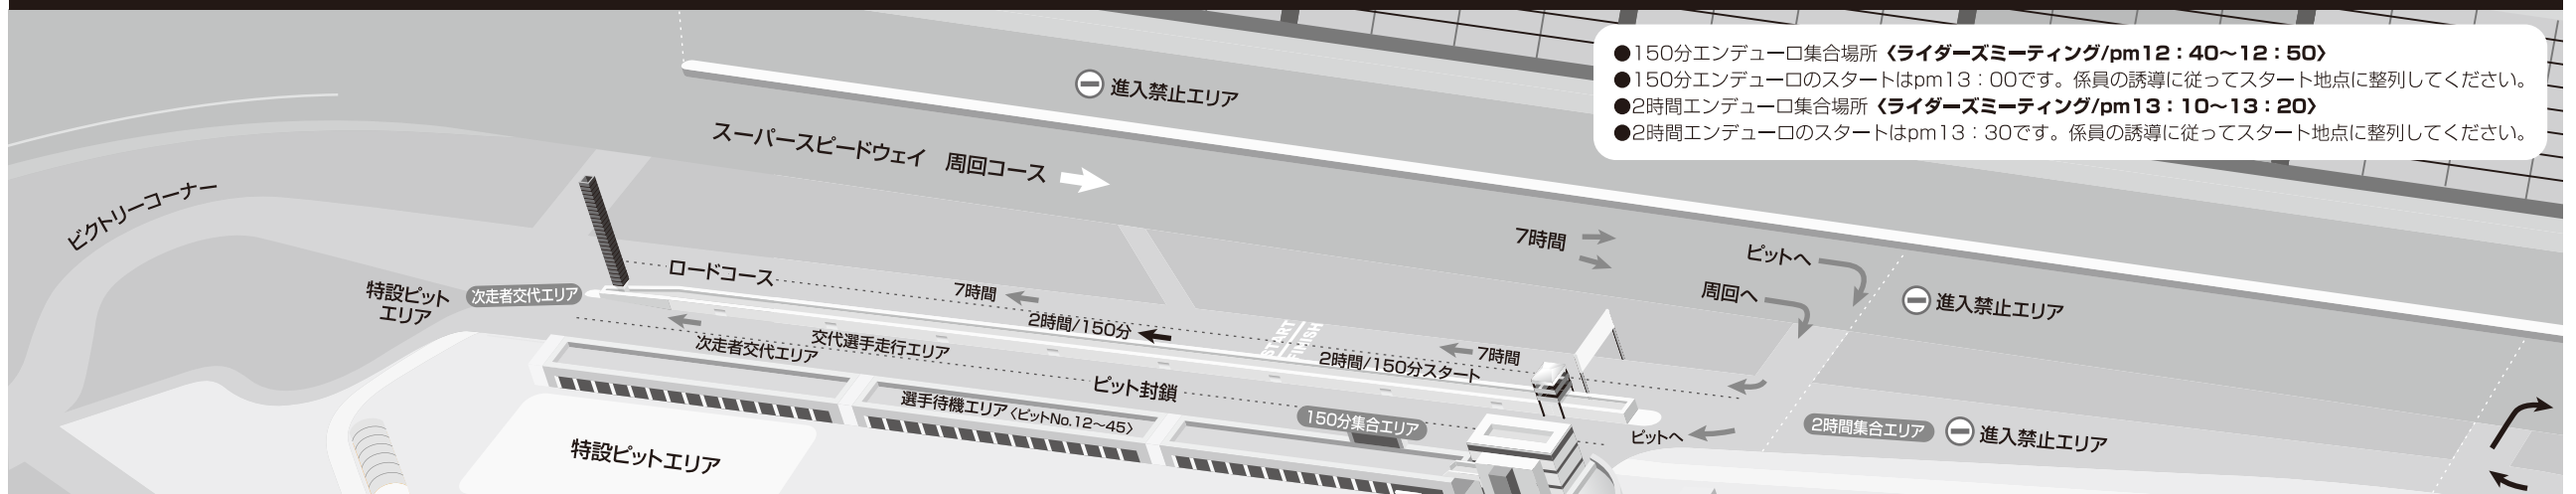 ●150分エンデューロ集合場所〈ライダーズミーティング/pm12：40〜12：50〉
●150分エンデューロのスタートはpm13：00です。係員の誘導に従ってスタート地点に整列してください。
●2時間エンデューロ集合場所〈ライダーズミーティング/pm13：10〜13：20〉
●2時間エンデューロのスタートはpm13：30です。係員の誘導に従ってスタート地点に整列してください。
進入禁止エリア
スーパースピードウェイ　周回コース
ビクトリーコーナー
7時間
ピットへ
周回へ
進入禁止エリア
ロードコース
特設ピット
エリア
次走者交代エリア
7時間
2時間/150分
START
FINISH
7時間
2時間/150分スタート
交代選手走行エリア
次走者交代エリア
ピット封鎖
選手待機エリア〈ピットNo.12〜45〉
150分集合エリア
ピットへ
2時間集合エリア
進入禁止エリア
特設ピットエリア